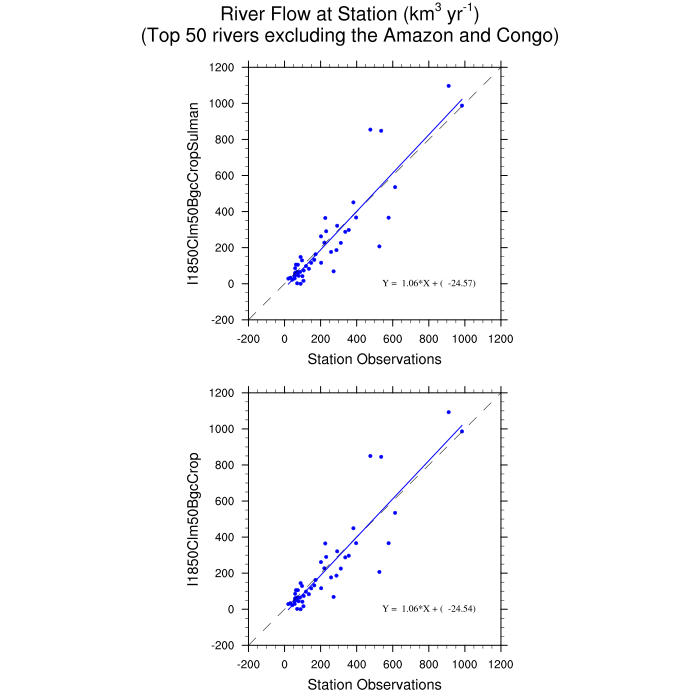 River Flow at Station (km³ yr⁻¹)
(Top 50 rivers excluding the Amazon and Congo)
1200
1000
800
600
400
200
0
-200
I1850Clm50BgcCropSulman
Y = 1.06*X + ( -24.57)
-200 0 200 400 600 800 1000 1200
Station Observations
1200
1000
800
600
400
200
0
-200
I1850Clm50BgcCrop
Y = 1.06*X + ( -24.54)
-200 0 200 400 600 800 1000 1200
Station Observations